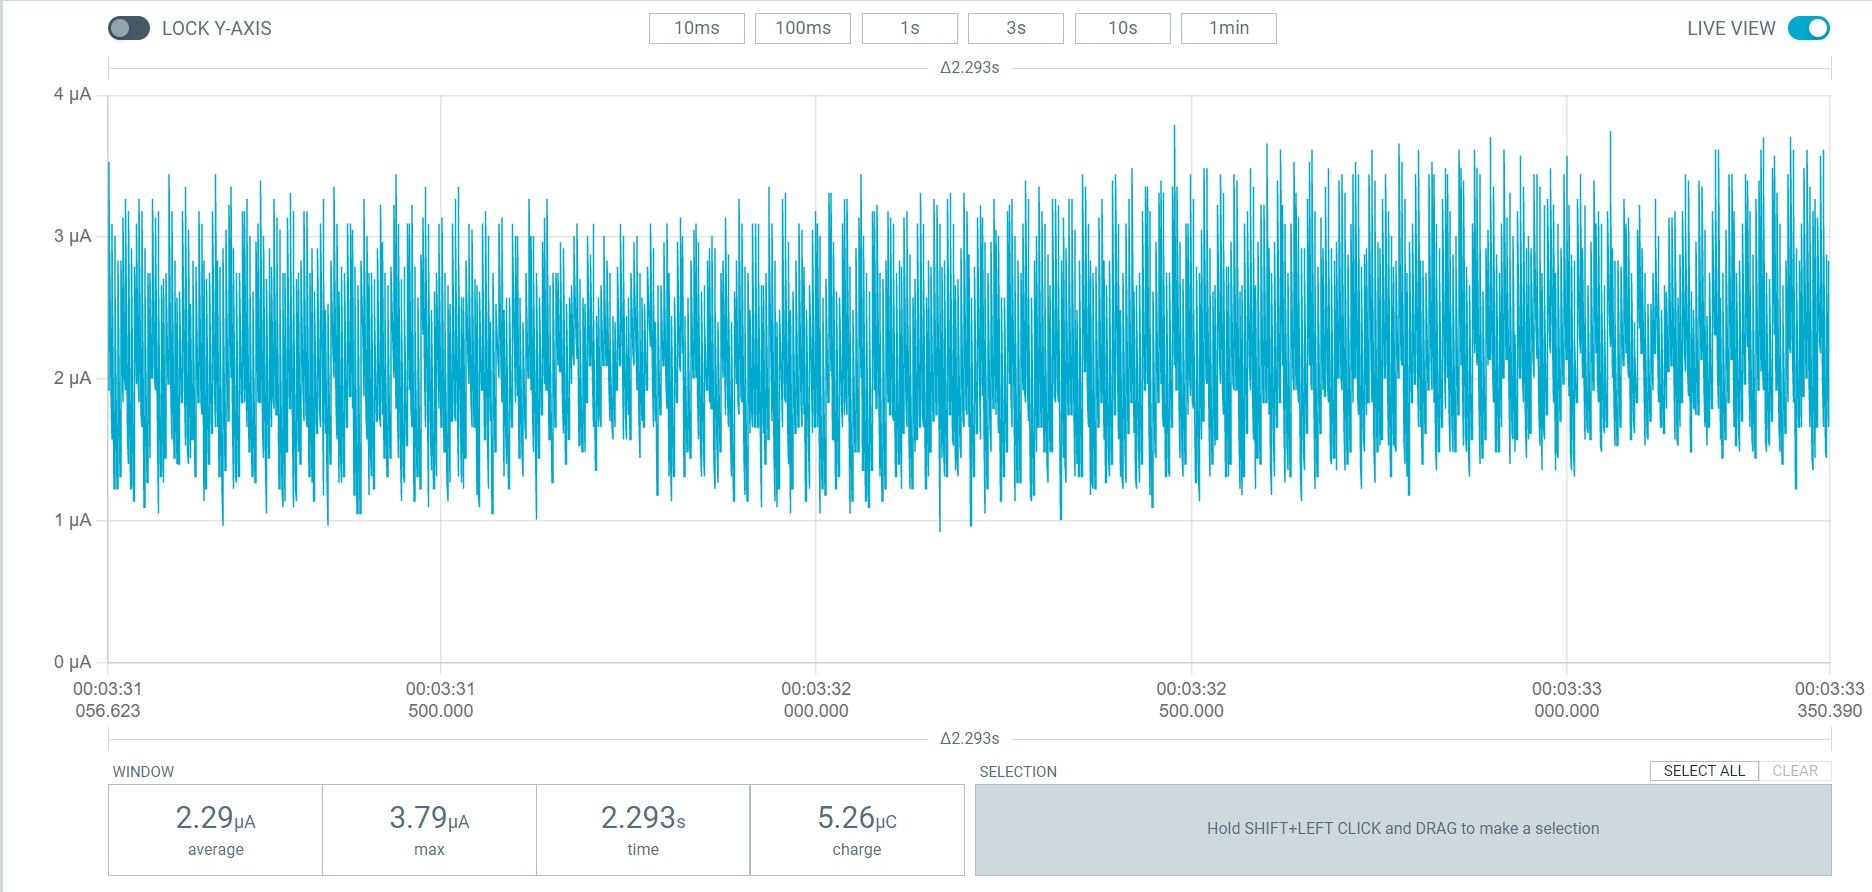 LOCK Y-AXIS 10ms 100ms 1s 3s 10s 1min LIVE VIEW
Δ2.293s
4 µA
3 µA
2 µA
1 µA
0 µA
00:03:31 00:03:31 00:03:32 00:03:32 00:03:33 00:03:33
056.623 500.000 000.000 500.000 000.000 350.390
Δ2.293s
WINDOW SELECTION SELECT ALL CLEAR
2.29µA 3.79µA 2.293s 5.26µC
average max time charge
Hold SHIFT+LEFT CLICK and DRAG to make a selection